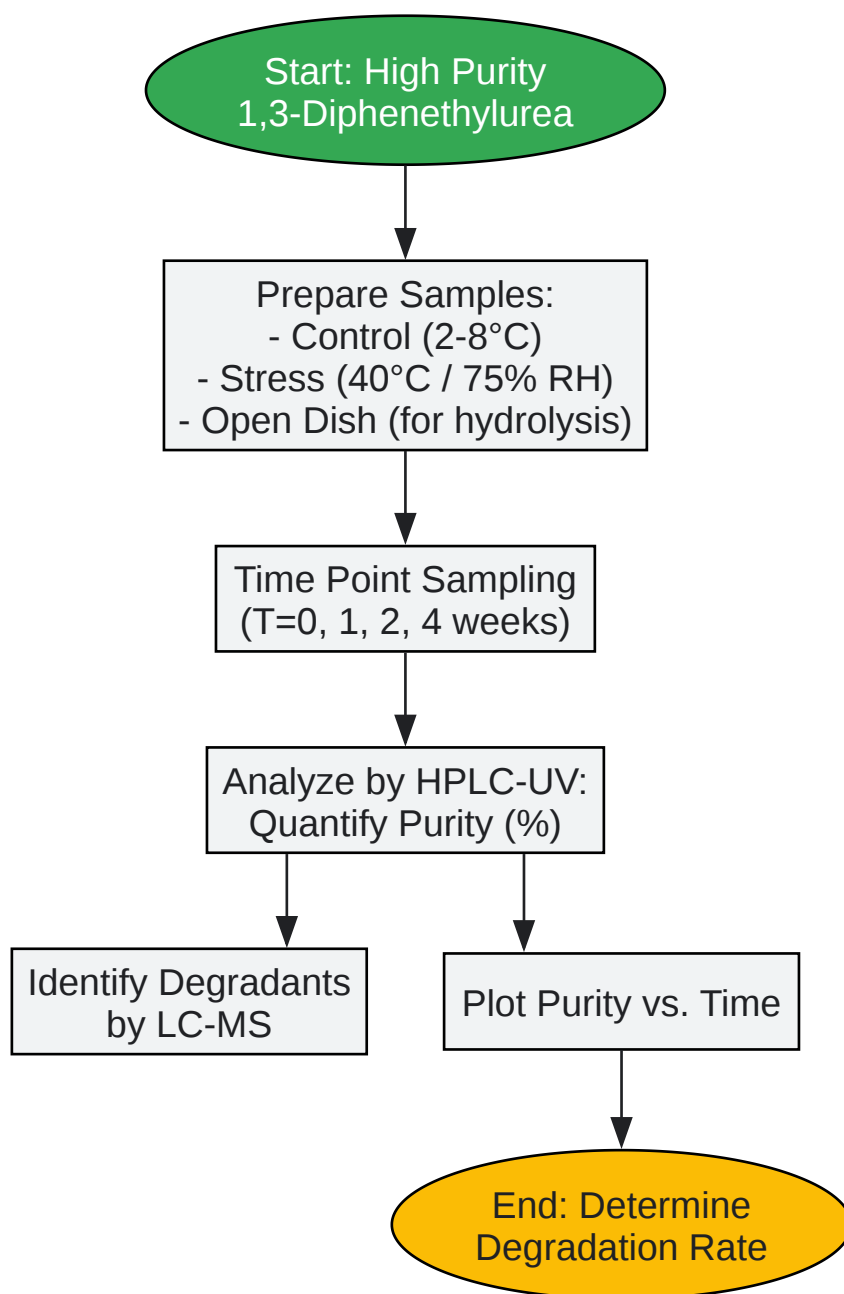 Start: High Purity
1,3-Diphenethylurea
Prepare Samples:
- Control (2-8°C)
- Stress (40°C / 75% RH)
- Open Dish (for hydrolysis)
Time Point Sampling
(T=0, 1, 2, 4 weeks)
Analyze by HPLC-UV:
Quantify Purity (%)
Identify Degradants
by LC-MS
Plot Purity vs. Time
End: Determine
Degradation Rate